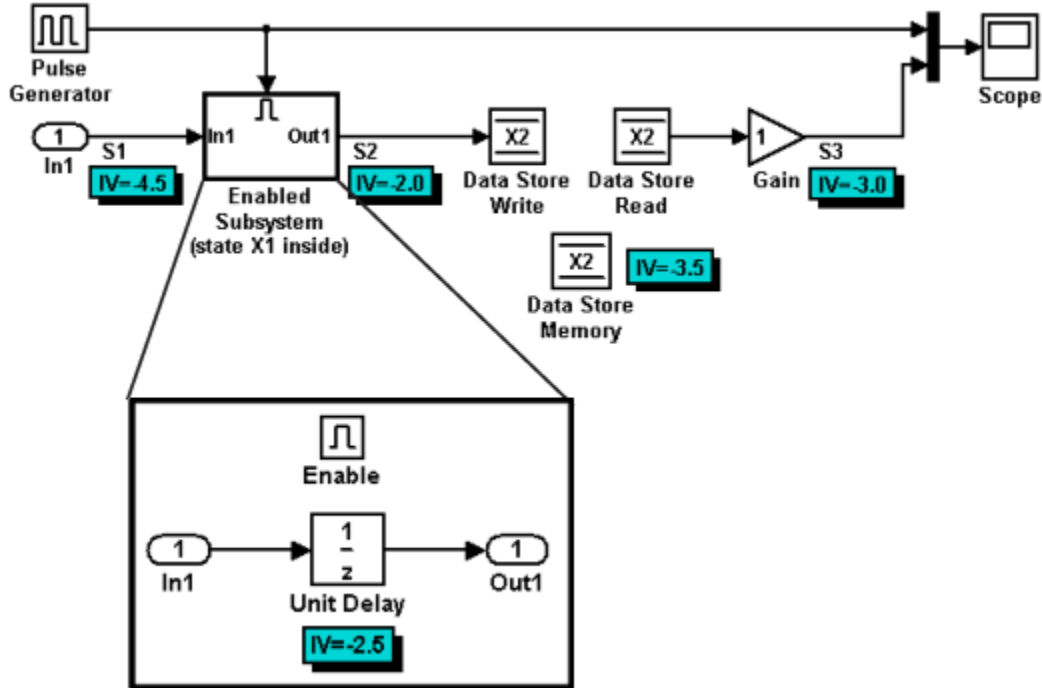 Pulse
Generator
Scope
1
In1
S1
IV=-4.5
In1
Out1
S2
IV=-2.0
Enabled
Subsystem
(state X1 inside)
X2
Data Store
Write
X2
Data Store
Read
1
Gain
S3
IV=-3.0
X2
Data Store
Memory
IV=-3.5
Enable
1
In1
1
z
Unit Delay
IV=-2.5
1
Out1